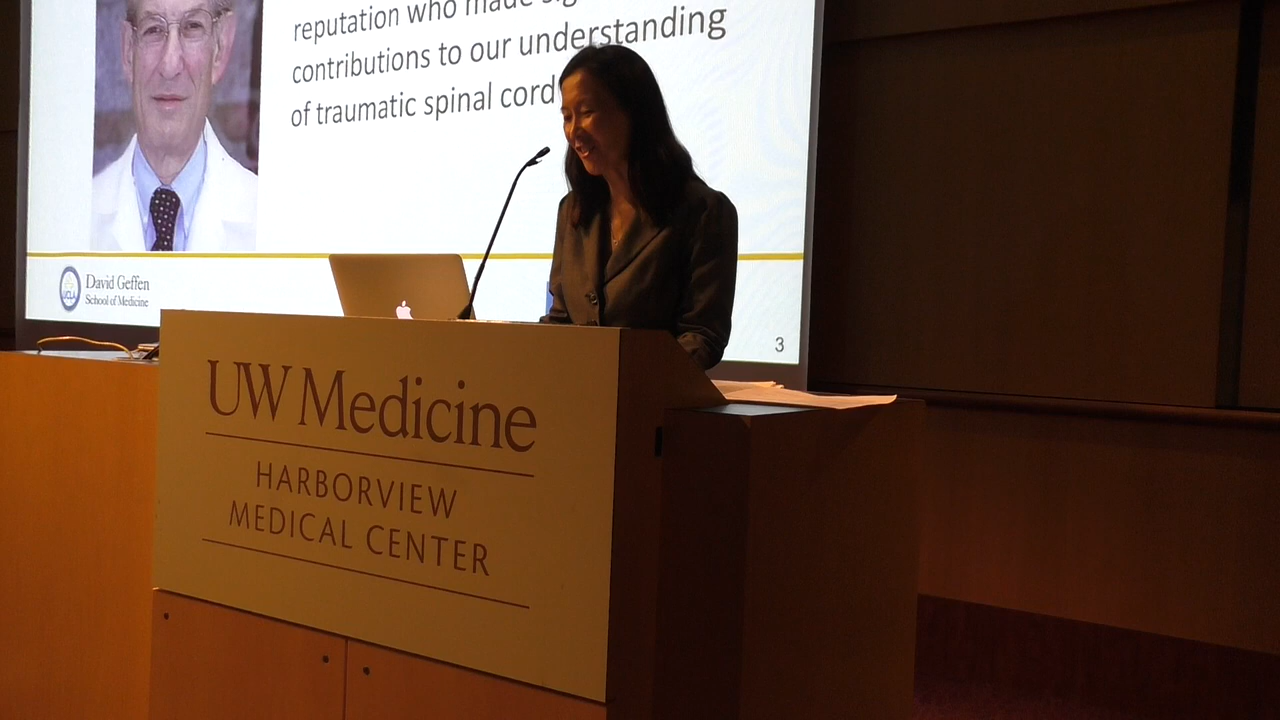 reputation who made
contributions to our understanding
of traumatic spinal cord
UCLA
David Geffen
School of Medicine
3
UW Medicine
HARBORVIEW
MEDICAL CENTER